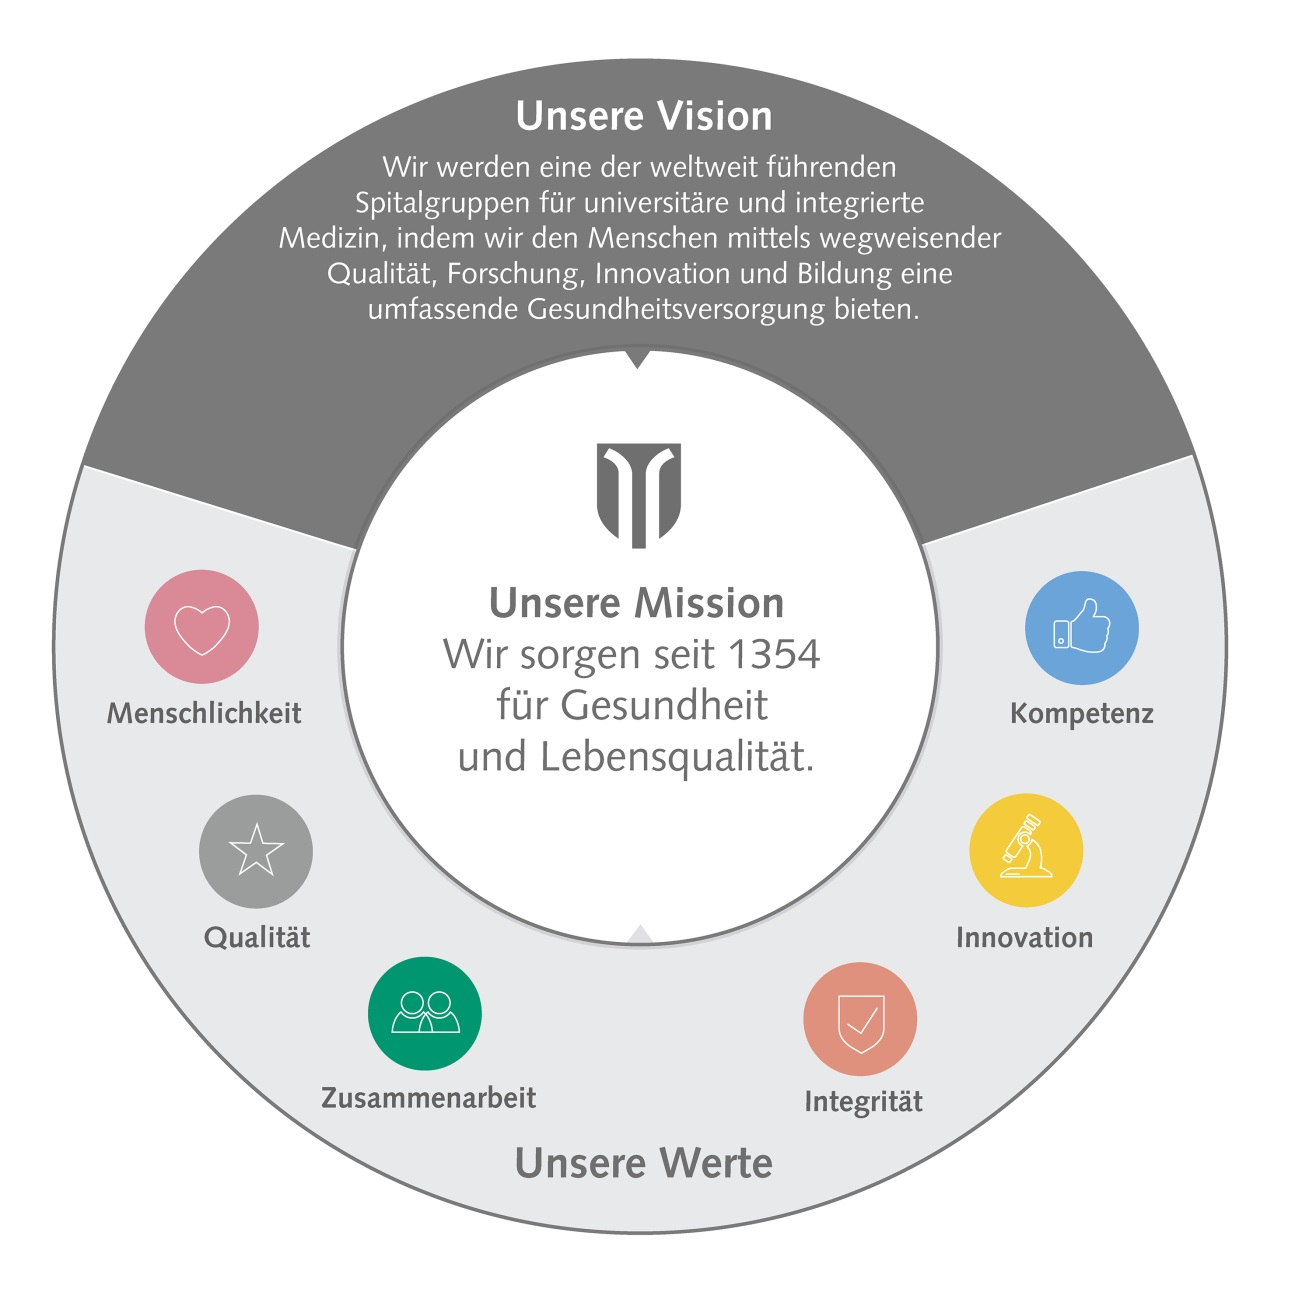 Unsere Vision
Wir werden eine der weltweit führenden
Spitalgruppen für universitäre und integrierte
Medizin, indem wir den Menschen mittels wegweisender
Qualität, Forschung, Innovation und Bildung eine
umfassende Gesundheitsversorgung bieten.
Unsere Mission
Wir sorgen seit 1354
für Gesundheit
und Lebensqualität.
Menschlichkeit
Kompetenz
Qualität
Innovation
Zusammenarbeit
Integrität
Unsere Werte